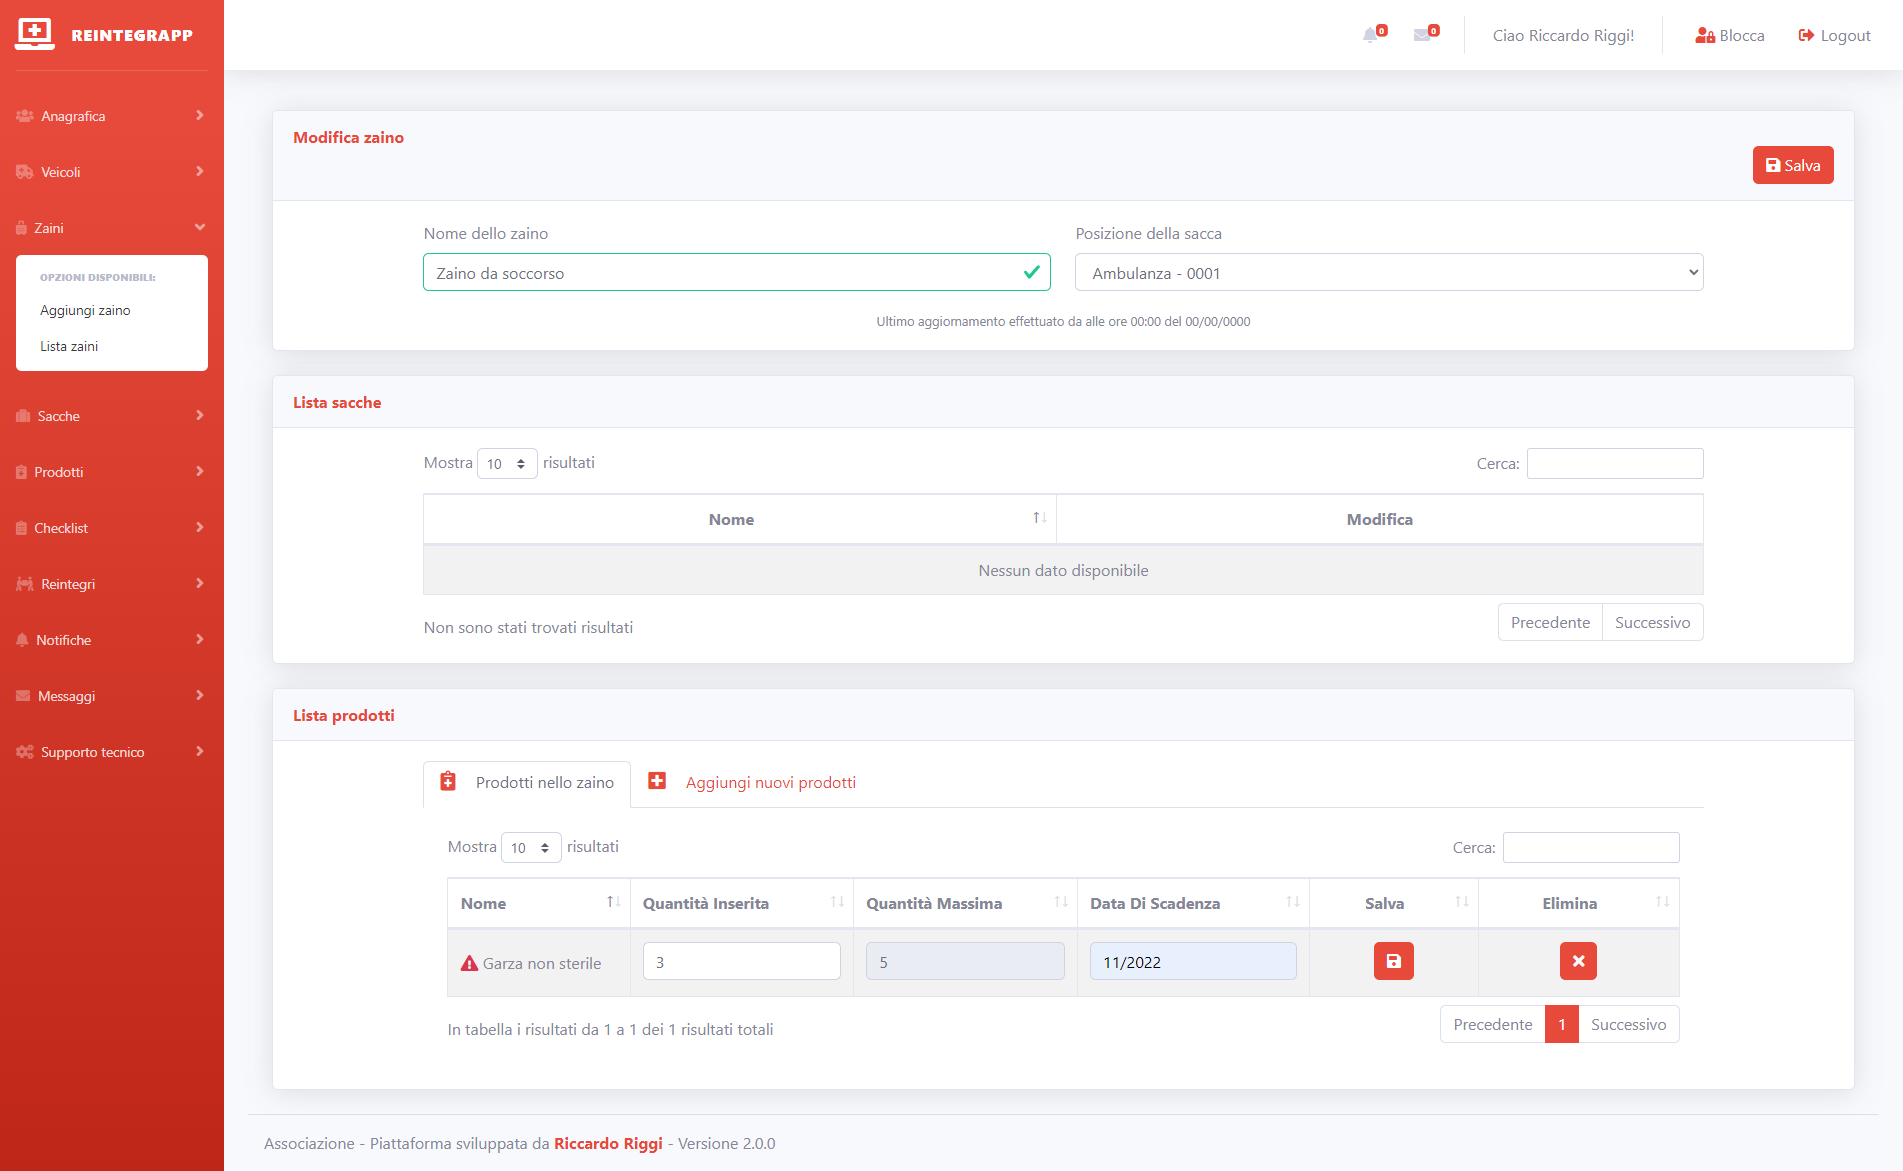 REINTEGRAPP
0
0
Ciao Riccardo Riggi!
Blocca
Logout
Anagrafica
Veicoli
Zaini
OPZIONI DISPONIBILI:
Aggiungi zaino
Lista zaini
Sacche
Prodotti
Checklist
Reintegri
Notifiche
Messaggi
Supporto tecnico
Modifica zaino
Salva
Nome dello zaino
Posizione della sacca
Zaino da soccorso
Ambulanza - 0001
Ultimo aggiornamento effettuato da alle ore 00:00 del 00/00/0000
Lista sacche
Mostra 10 risultati
Cerca:
Nome
Modifica
Nessun dato disponibile
Non sono stati trovati risultati
Precedente
Successivo
Lista prodotti
Prodotti nello zaino
Aggiungi nuovi prodotti
Mostra 10 risultati
Cerca:
Nome
Quantità Inserita
Quantità Massima
Data Di Scadenza
Salva
Elimina
Garza non sterile
3
5
11/2022
In tabella i risultati da 1 a 1 dei 1 risultati totali
Precedente
1
Successivo
Associazione - Piattaforma sviluppata da Riccardo Riggi - Versione 2.0.0